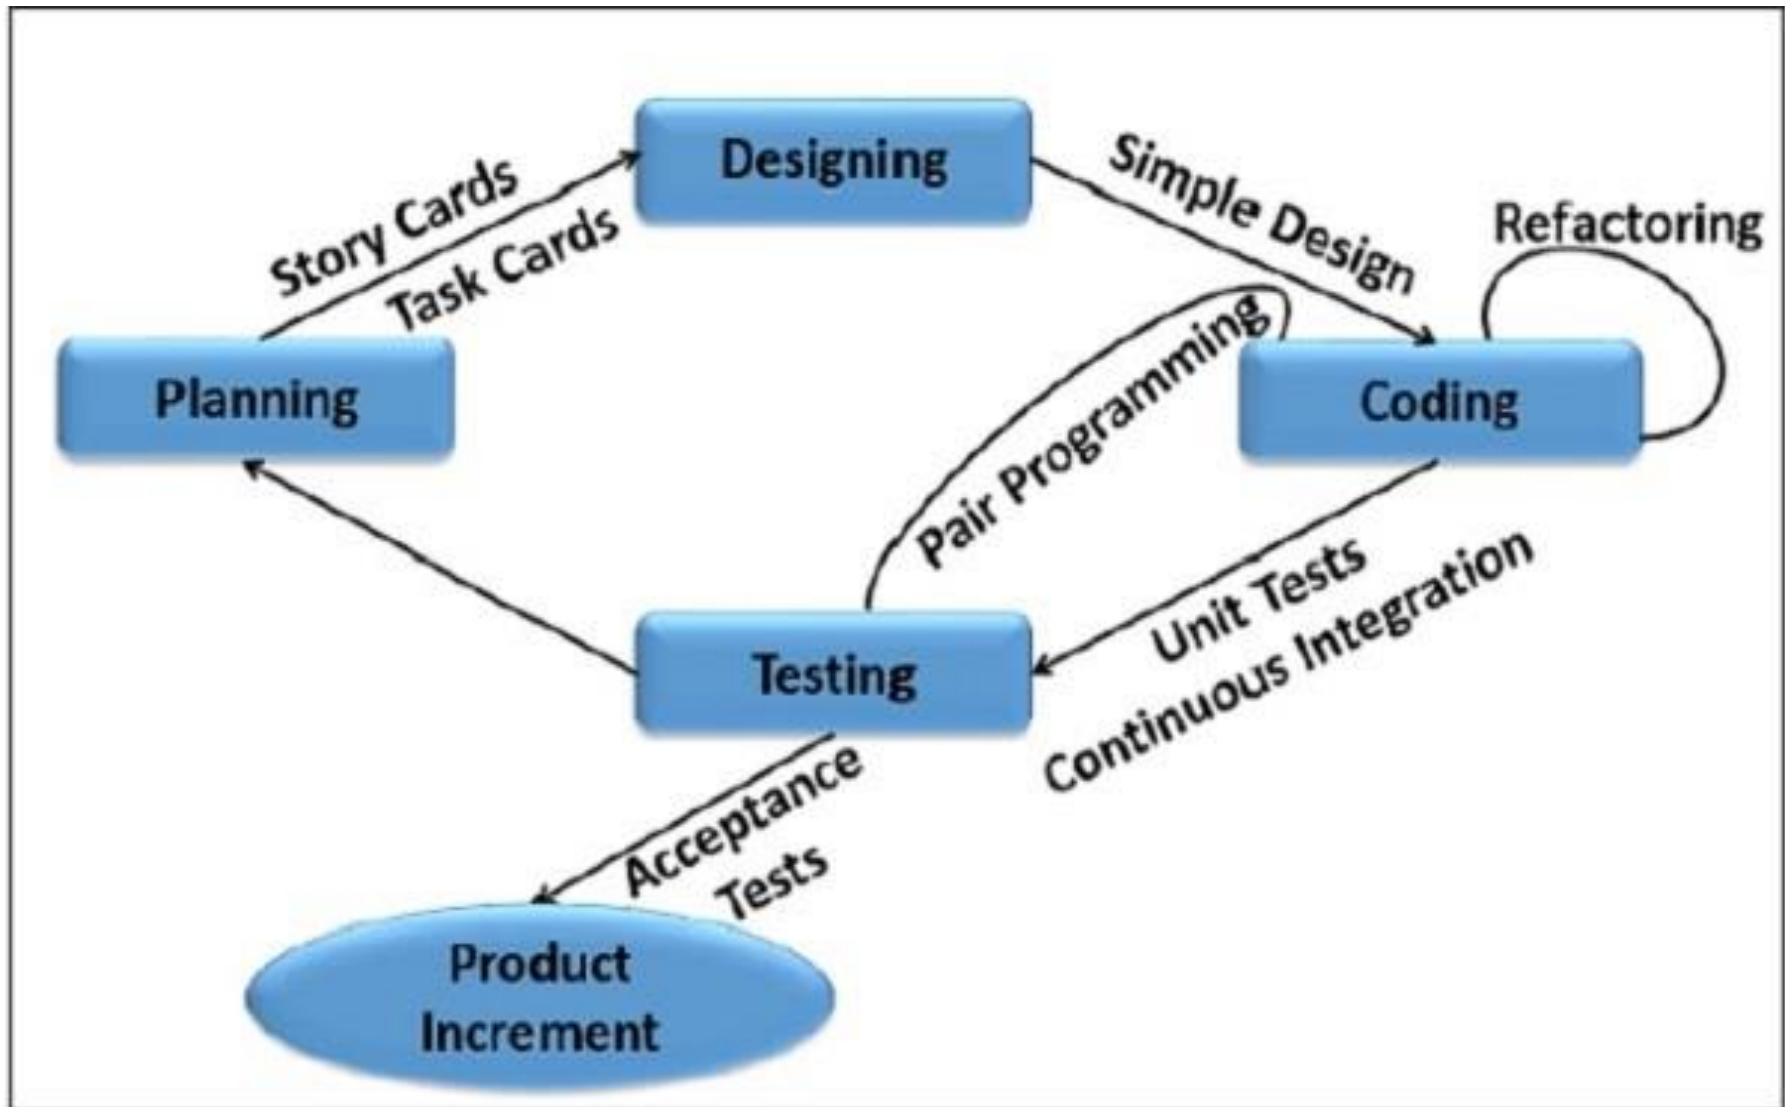 Designing
Simple Design
Refactoring
Story Cards
Task Cards
Planning
Pair Programming
Coding
Unit Tests
Continuous Integration
Testing
Acceptance
Tests
Product
Increment